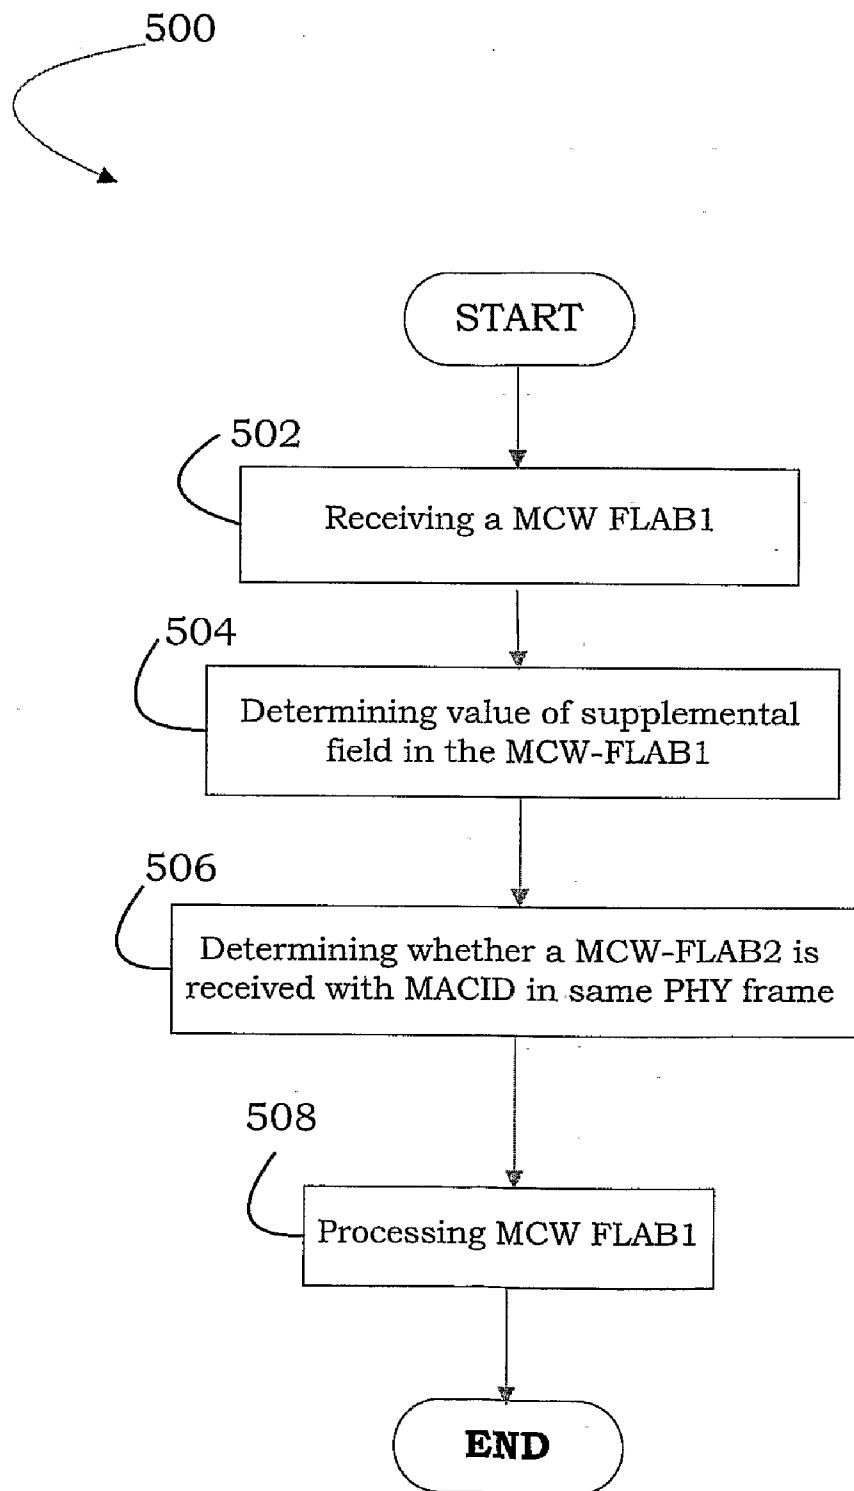 500
START
502
Receiving a MCW FLAB1
504
Determining value of supplemental
field in the MCW-FLAB1
506
Determining whether a MCW-FLAB2 is
received with MACID in same PHY frame
508
Processing MCW FLAB1
END